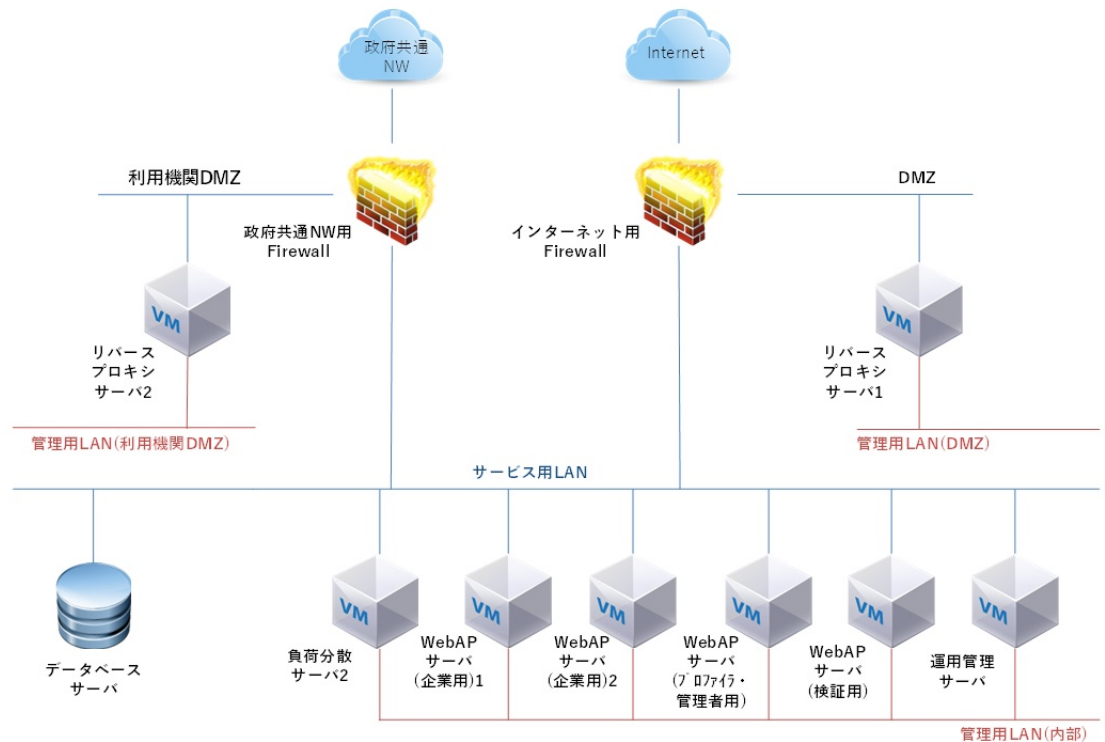 政府共通
NW
Internet
利用機関DMZ
DMZ
政府共通NW用
Firewall
インターネット用
Firewall
VM
VM
リバース
プロキシ
サーバ2
リバース
プロキシ
サーバ1
管理用LAN(利用機関DMZ)
管理用LAN(DMZ)
サービス用LAN
VM
VM
VM
VM
VM
VM
データベース
サーバ
負荷分散
サーバ2
WebAP
サーバ
(企業用)1
WebAP
サーバ
(企業用)2
WebAP
サーバ
(ﾌﾟﾛﾌｧｲﾗ・
管理者用)
WebAP
サーバ
(検証用)
運用管理
サーバ
管理用LAN(内部)